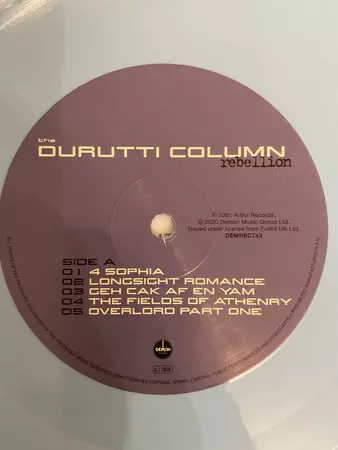 the
DURUTTI COLUMN
rebellion
℗ 2001 Artful Records.
© 2020 Demon Music Group Ltd.
Issued under license from Fulfill UK Ltd.
DEMREC743
SIDE A
01 4 SOPHIA
02 LONGSIGHT ROMANCE
03 GEH CAK AF EN YAM
04 THE FIELDS OF ATHENRY
05 OVERLORD PART ONE
DEMON